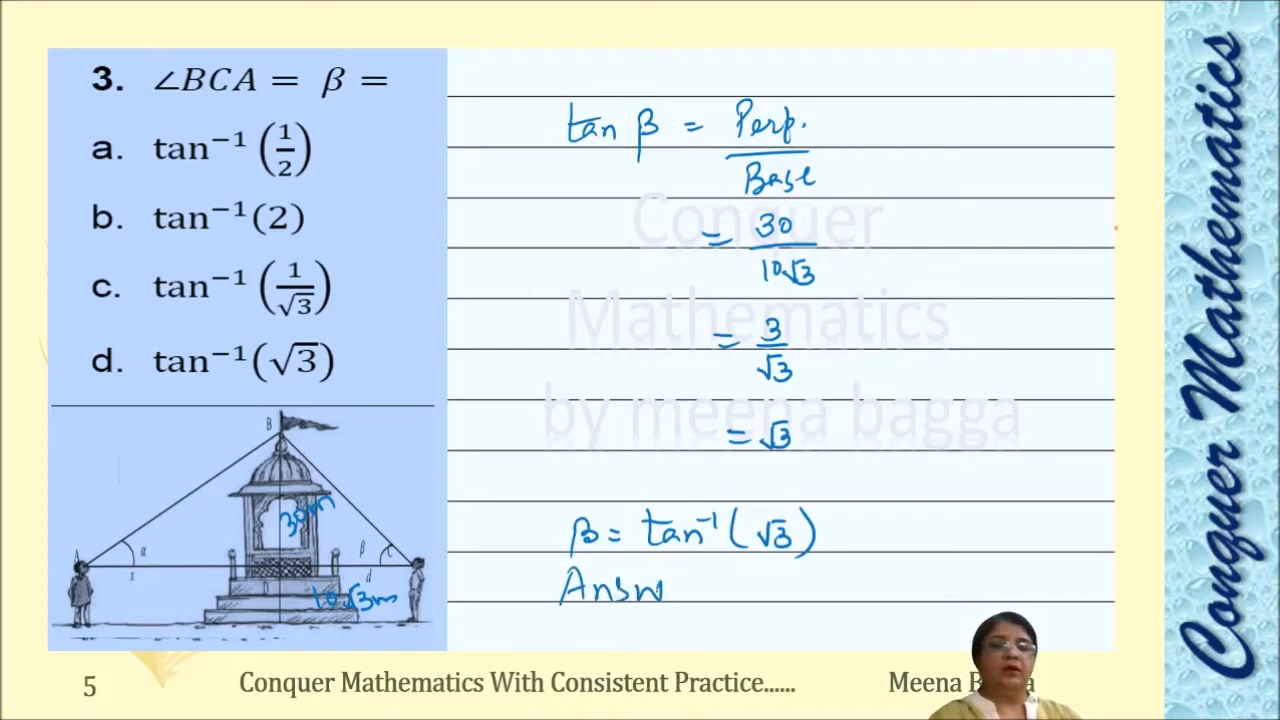 3. ∠BCA = β =
a. tan⁻¹ (1/2)
b. tan⁻¹(2)
c. tan⁻¹ (1/√3)
d. tan⁻¹(√3)
B
30m
A α β C
x d
D
10√3m
tan β = Perp. / Base
= 30 / 10√3
= 3 / √3
= √3
β = tan⁻¹ (√3)
Answ
Conquer
Mathematics
by meena bagga
Conquer Mathematics
5
Conquer Mathematics With Consistent Practice......
Meena B